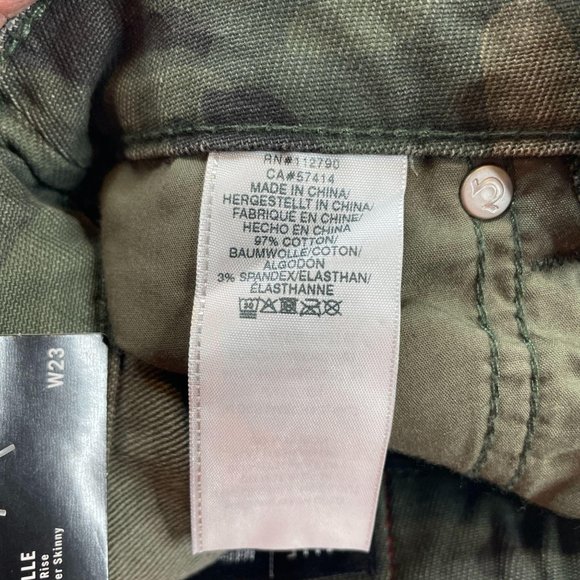 RN#112790
CA#57414
MADE IN CHINA/
HERGESTELLT IN CHINA/
FABRIQUÉ EN CHINE/
HECHO EN CHINA
97% COTTON/
BAUMWOLLE/COTON/
ALGODON
3% SPANDEX/ELASTHAN/
ÉLASTHANNE
30
W23
LLE
Rise
er Skinny